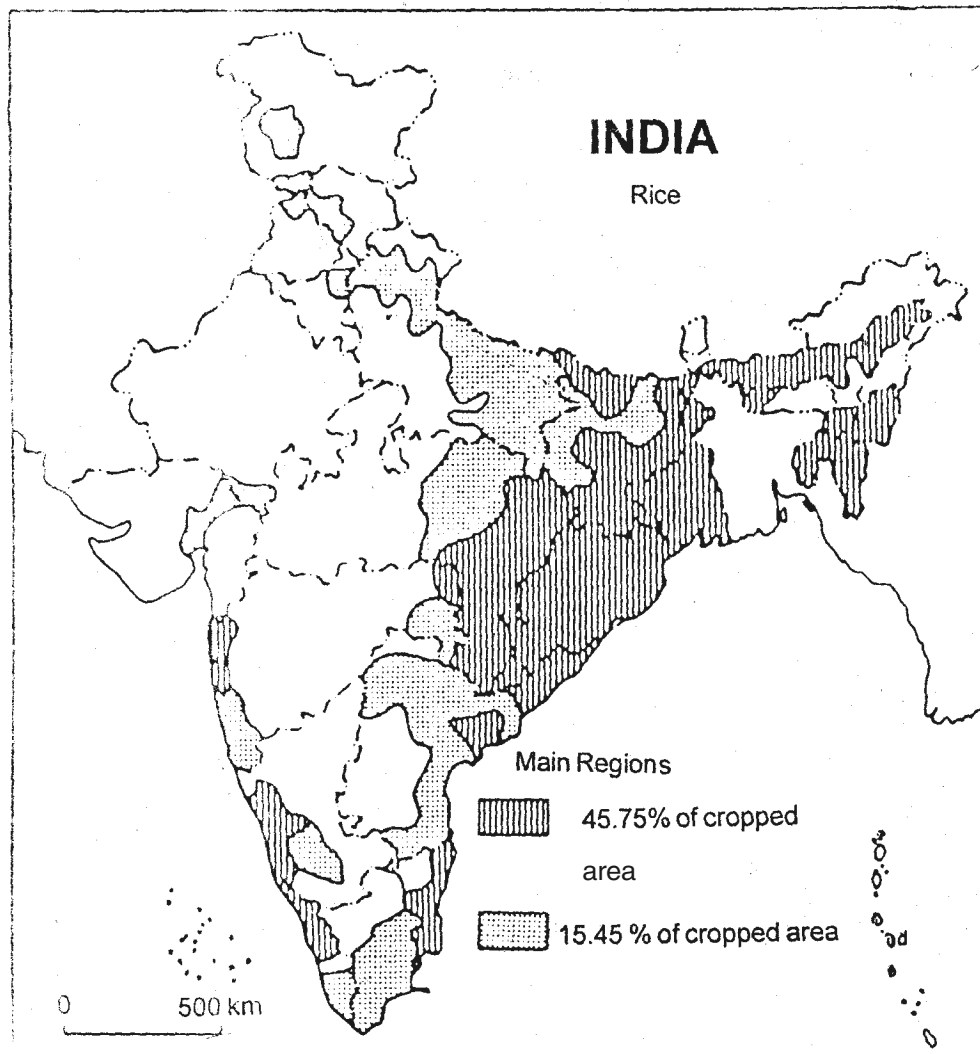 INDIA
Rice
Main Regions
45.75% of cropped
area
15.45 % of cropped area
0 500 km